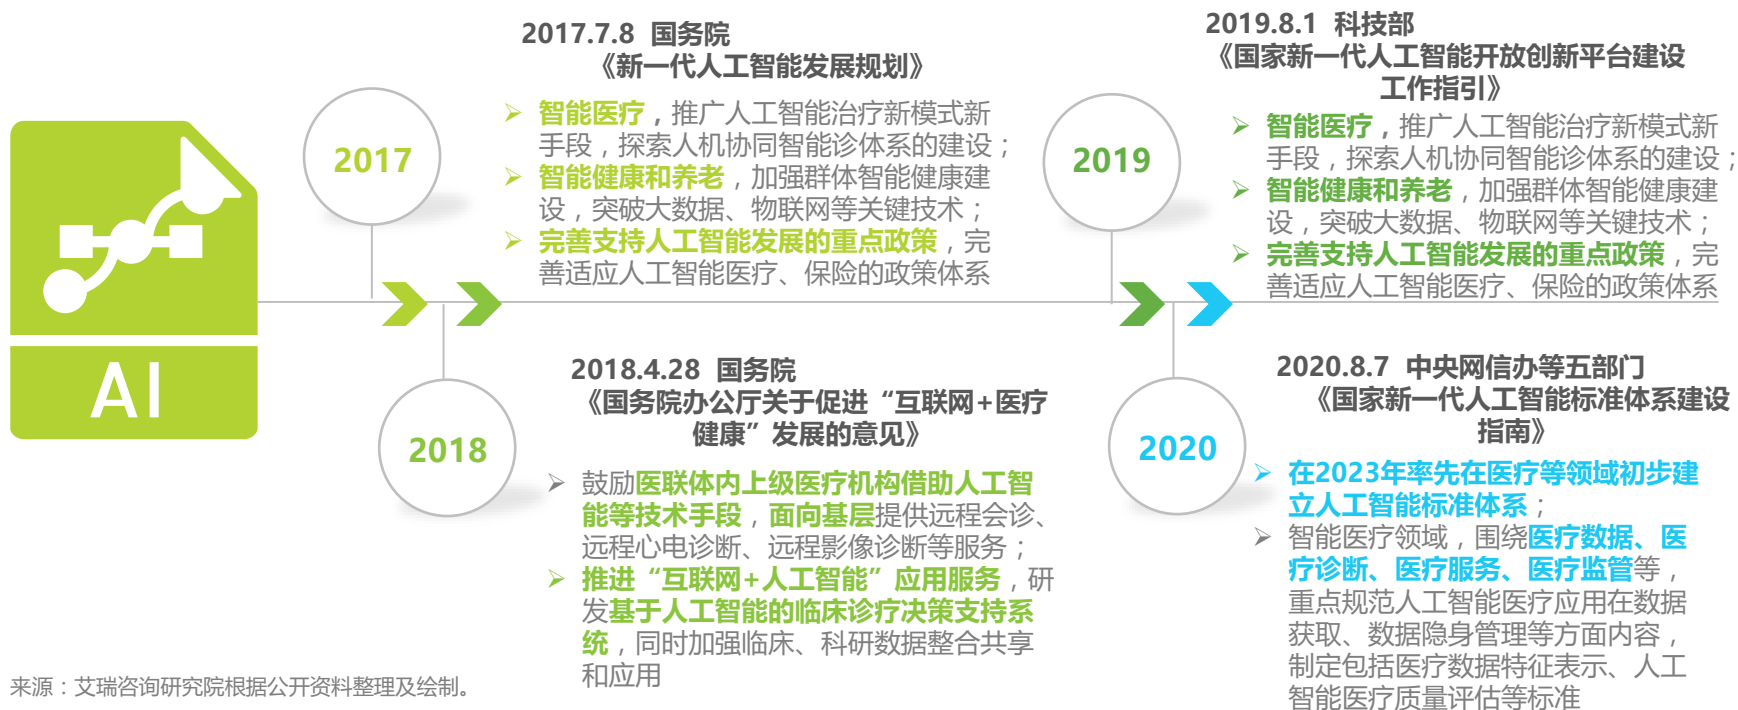 2017.7.8 国务院
《新一代人工智能发展规划》
2017
➢ 智能医疗，推广人工智能治疗新模式新
手段，探索人机协同智能诊体系的建设；
➢ 智能健康和养老，加强群体智能健康建
设，突破大数据、物联网等关键技术；
➢ 完善支持人工智能发展的重点政策，完
善适应人工智能医疗、保险的政策体系
2019.8.1 科技部
《国家新一代人工智能开放创新平台建设
工作指引》
2019
➢ 智能医疗，推广人工智能治疗新模式新
手段，探索人机协同智能诊体系的建设；
➢ 智能健康和养老，加强群体智能健康建
设，突破大数据、物联网等关键技术；
➢ 完善支持人工智能发展的重点政策，完
善适应人工智能医疗、保险的政策体系
AI
2018.4.28 国务院
《国务院办公厅关于促进“互联网+医疗
健康”发展的意见》
2018
➢ 鼓励医联体内上级医疗机构借助人工智
能等技术手段，面向基层提供远程会诊、
远程心电诊断、远程影像诊断等服务；
➢ 推进“互联网+人工智能”应用服务，研
发基于人工智能的临床诊疗决策支持系
统，同时加强临床、科研数据整合共享
和应用
2020.8.7 中央网信办等五部门
《国家新一代人工智能标准体系建设
指南》
2020
➢ 在2023年率先在医疗等领域初步建
立人工智能标准体系；
➢ 智能医疗领域，围绕医疗数据、医
疗诊断、医疗服务、医疗监管等，
重点规范人工智能医疗应用在数据
获取、数据隐身管理等方面内容，
制定包括医疗数据特征表示、人工
智能医疗质量评估等标准
来源：艾瑞咨询研究院根据公开资料整理及绘制。